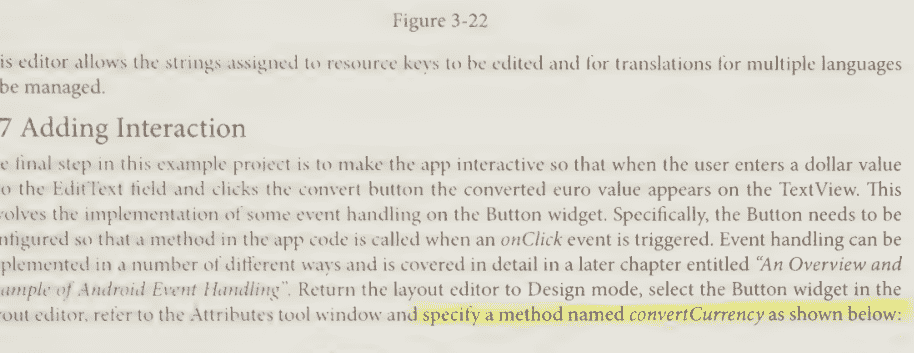 Figure 3-22
is editor allows the strings assigned to resource keys to be edited and for translations for multiple languages
be managed.
7 Adding Interaction
e final step in this example project is to make the app interactive so that when the user enters a dollar value
o the EditText field and clicks the convert button the converted euro value appears on the TextView. This
volves the implementation of some event handling on the Button widget. Specifically, the Button needs to be
nfigured so that a method in the app code is called when an onClick event is triggered. Event handling can be
plemented in a number of different ways and is covered in detail in a later chapter entitled “An Overview and
ample of Android Event Handling”. Return the layout editor to Design mode, select the Button widget in the
out editor, refer to the Attributes tool window and specify a method named convertCurrency as shown below: